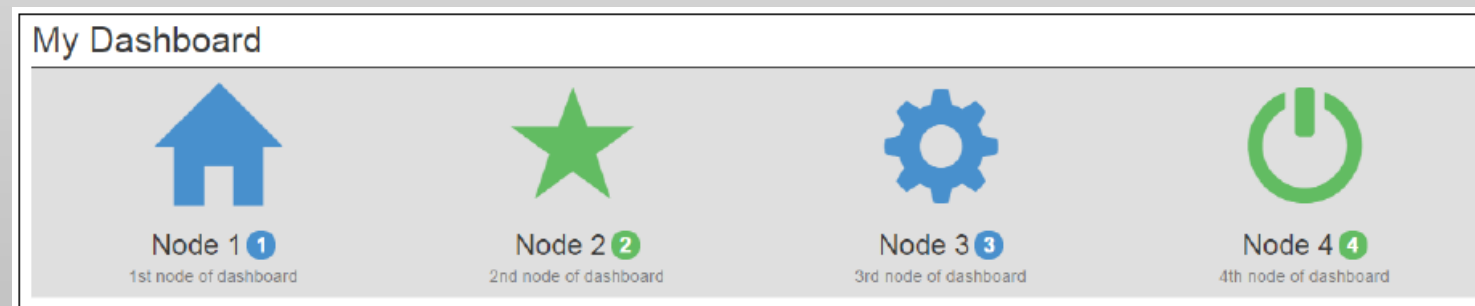 My Dashboard
Node 1 1
1st node of dashboard
Node 2 2
2nd node of dashboard
Node 3 3
3rd node of dashboard
Node 4 4
4th node of dashboard